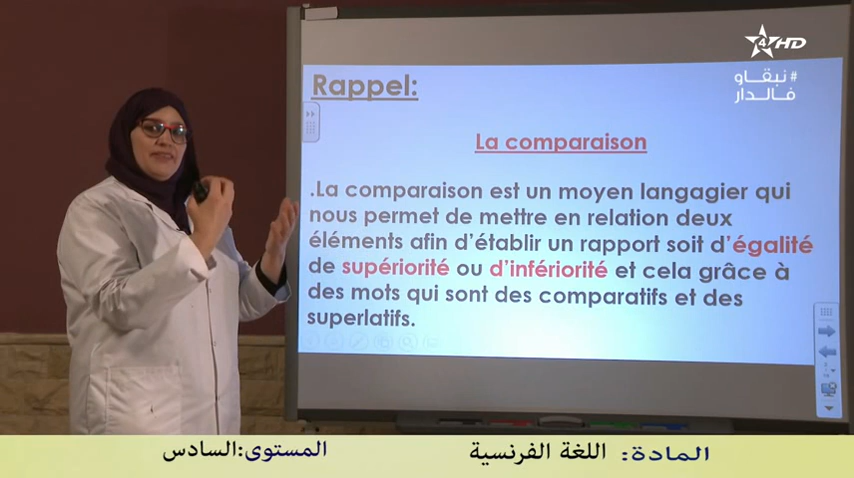 4HD
#نبقاو
فالدار
Rappel:
La comparaison
.La comparaison est un moyen langagier qui
nous permet de mettre en relation deux
éléments afin d'établir un rapport soit d'égalité
de supériorité ou d'infériorité et cela grâce à
des mots qui sont des comparatifs et des
superlatifs.
المادة: اللغة الفرنسية
المستوى:السادس